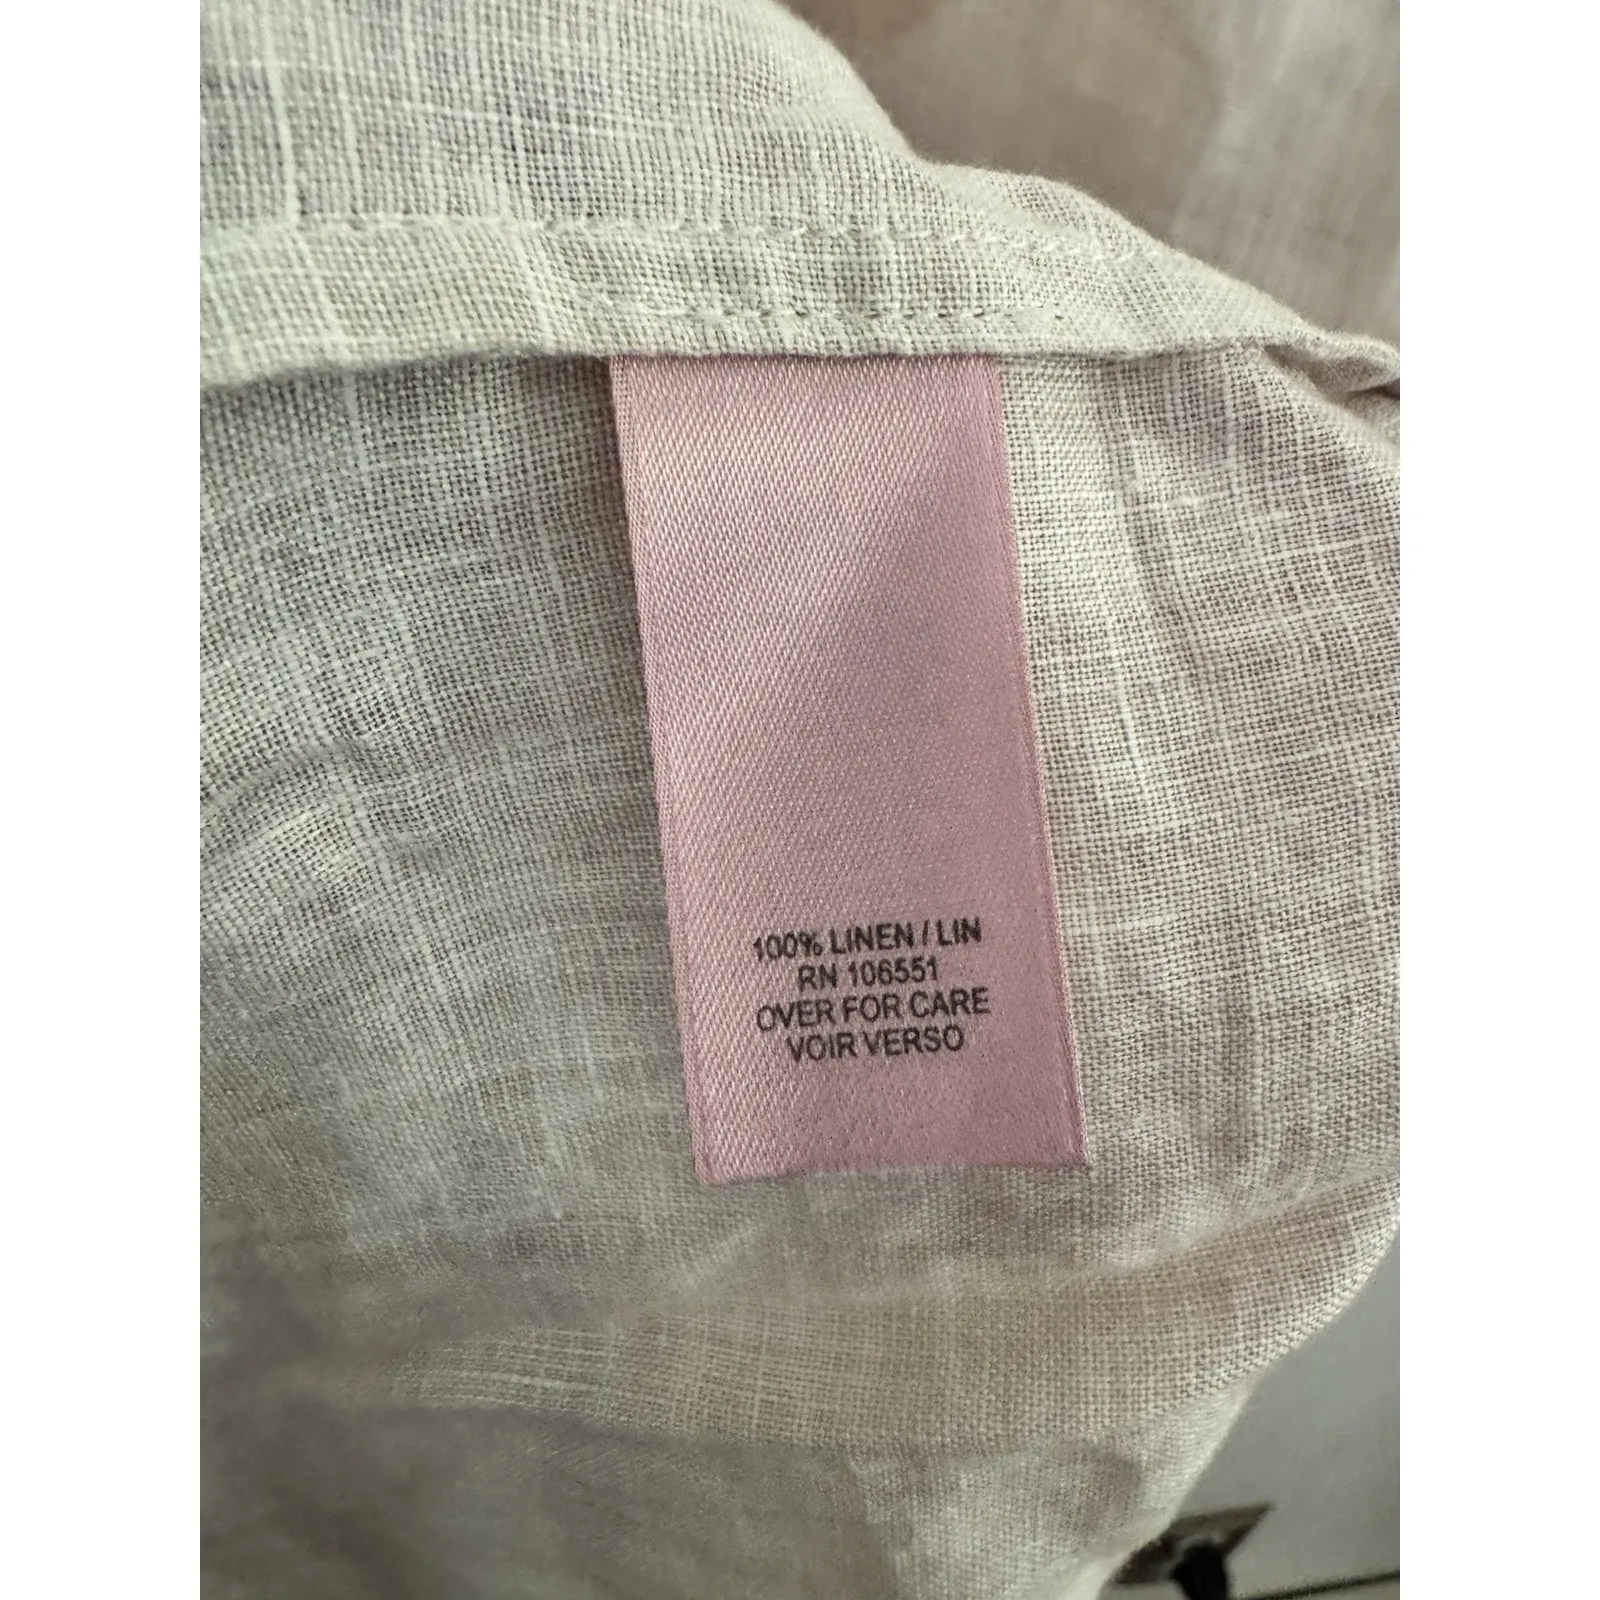 100% LINEN / LIN
RN 106551
OVER FOR CARE
VOIR VERSO